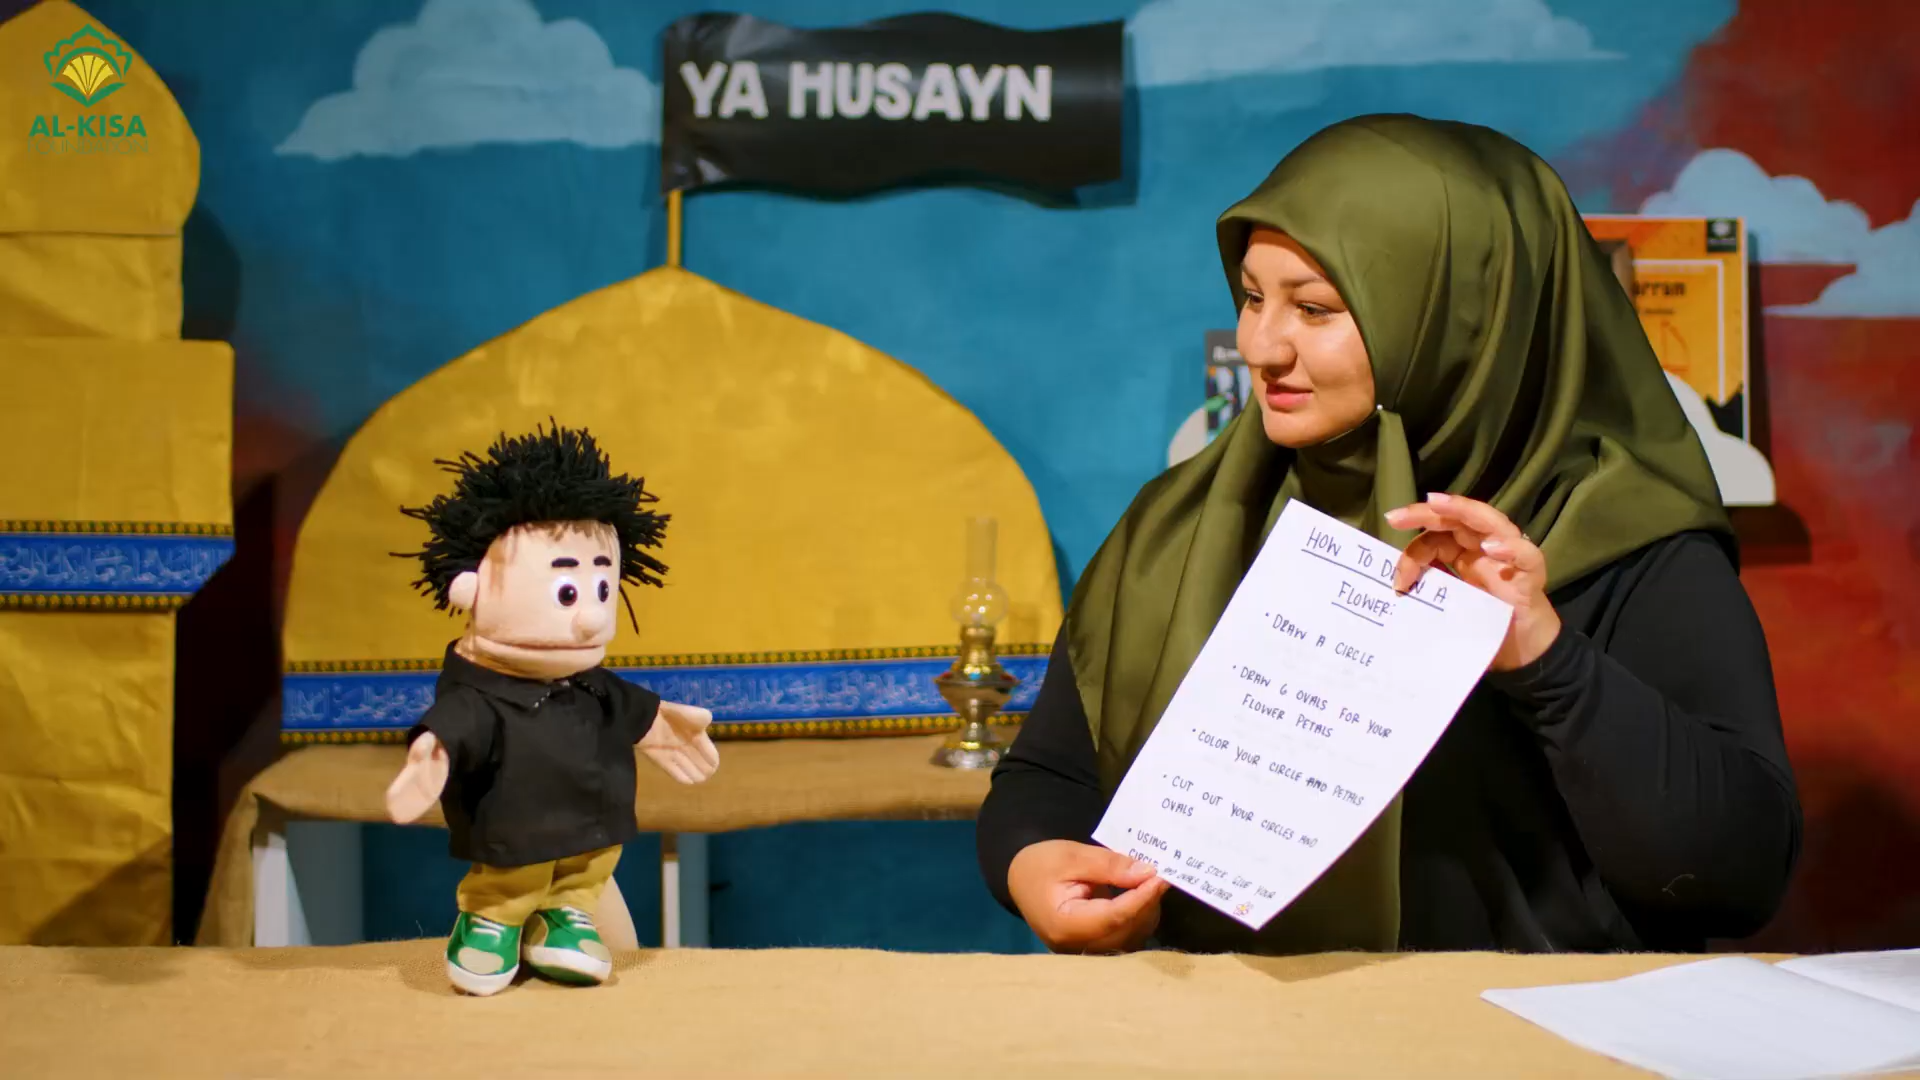 AL-KISA
FOUNDATION
YA HUSAYN
HOW TO DRAW A
FLOWER:
• DRAW A CIRCLE
• DRAW 6 OVALS FOR YOUR
FLOWER PETALS
• COLOR YOUR CIRCLE AND PETALS
• CUT OUT YOUR CIRCLES AND
OVALS
• USING A GLUE STICK GLUE YOUR
CIRCLE AND OVALS TOGETHER